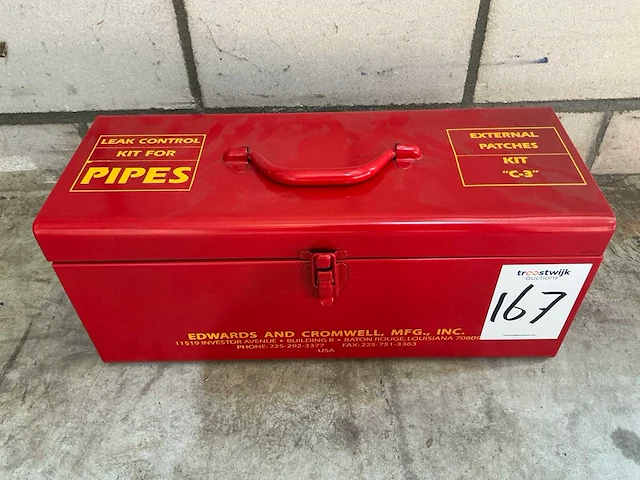 LEAK CONTROL
KIT FOR
PIPES
EXTERNAL
PATCHES
KIT
"C-3"
troostwijk
auctions
167
EDWARDS AND CROMWELL, MFG., INC.
11519 INVESTOR AVENUE • BUILDING B • BATON ROUGE, LOUISIANA 70809
PHONE: 225-292-3377 FAX: 225-751-3363
USA